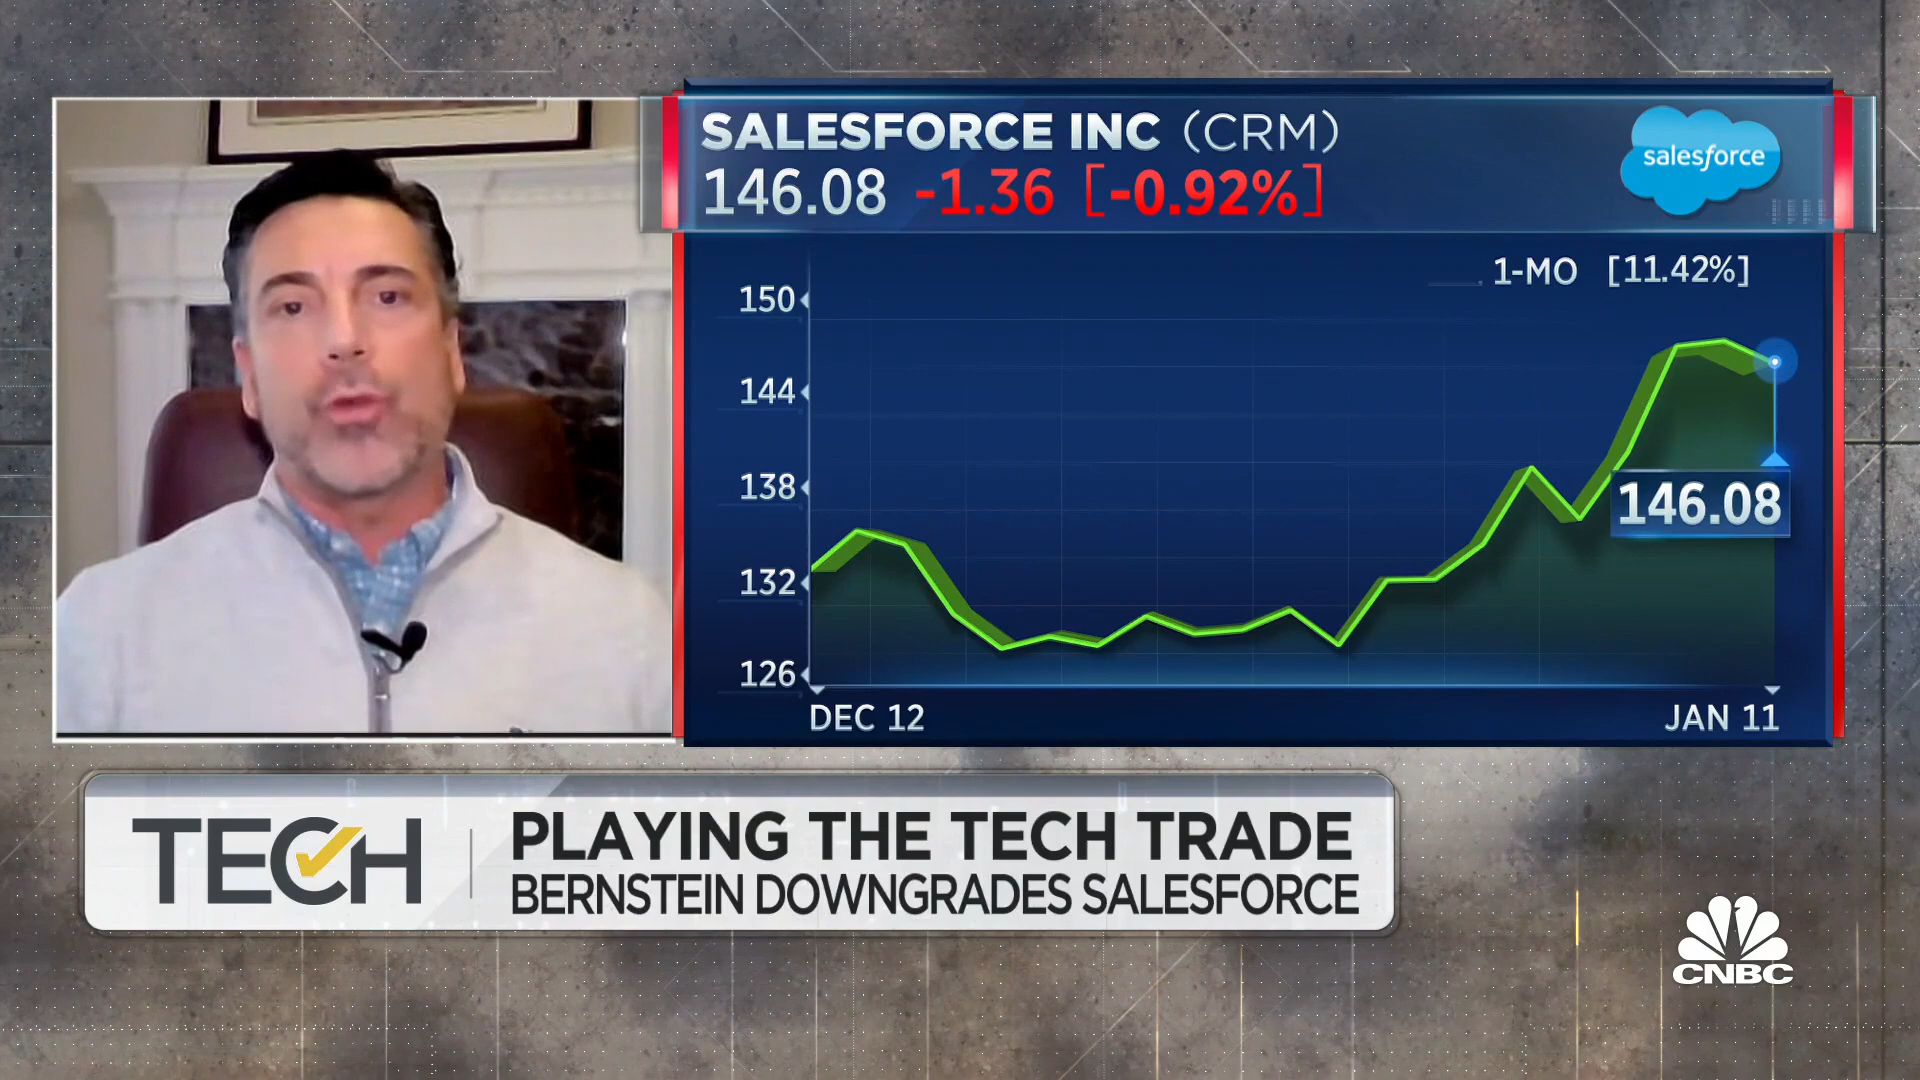 SALESFORCE INC (CRM)
146.08 -1.36 [-0.92%]
salesforce
1-MO [11.42%]
150
144
138
132
126
146.08
DEC 12
JAN 11
TECH
PLAYING THE TECH TRADE
BERNSTEIN DOWNGRADES SALESFORCE
CNBC